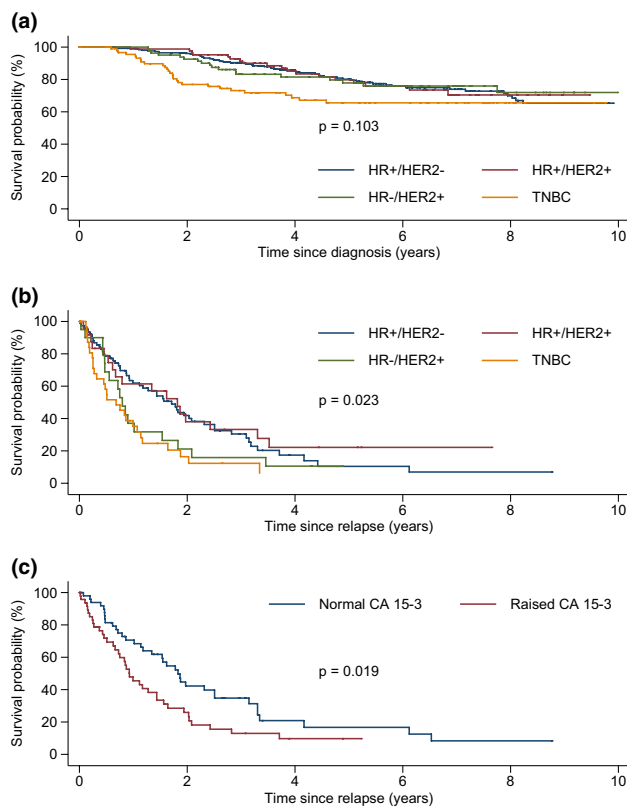 (a)
Survival probability (%)
100
80
60
40
20
0
p = 0.103
HR+/HER2-
HR+/HER2+
HR-/HER2+
TNBC
0 2 4 6 8 10
Time since diagnosis (years)
(b)
Survival probability (%)
100
80
60
40
20
0
HR+/HER2-
HR+/HER2+
HR-/HER2+
TNBC
p = 0.023
0 2 4 6 8 10
Time since relapse (years)
(c)
Survival probability (%)
100
80
60
40
20
0
Normal CA 15-3
Raised CA 15-3
p = 0.019
0 2 4 6 8 10
Time since relapse (years)